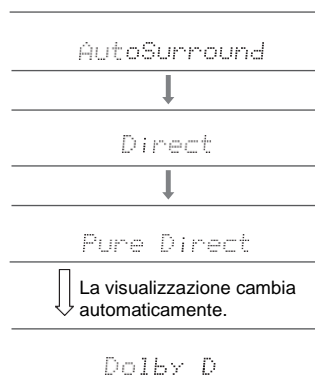 AutoSurround
Direct
Pure Direct
La visualizzazione cambia
automaticamente.
Dolby D